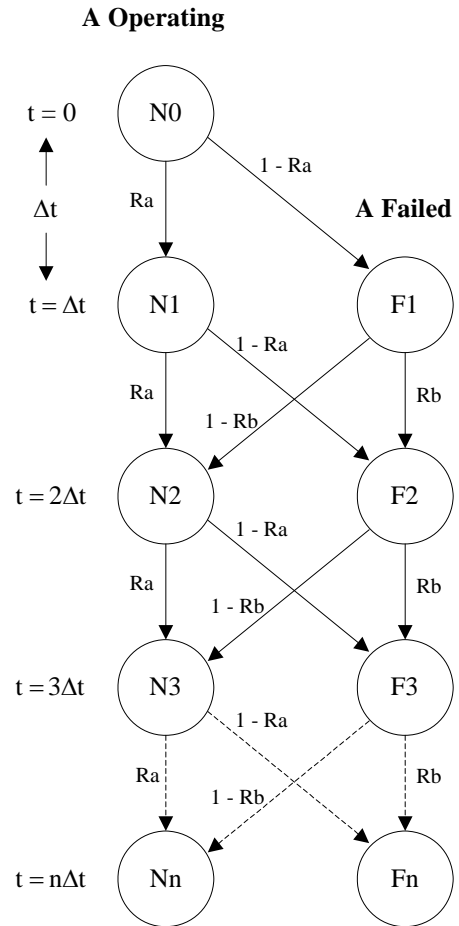 A Operating
t = 0
N0
1 - Ra
Ra
Δt
A Failed
t = Δt
N1
F1
1 - Ra
Ra
Rb
1 - Rb
t = 2Δt
N2
F2
1 - Ra
Ra
Rb
1 - Rb
t = 3Δt
N3
F3
1 - Ra
Ra
Rb
1 - Rb
t = nΔt
Nn
Fn